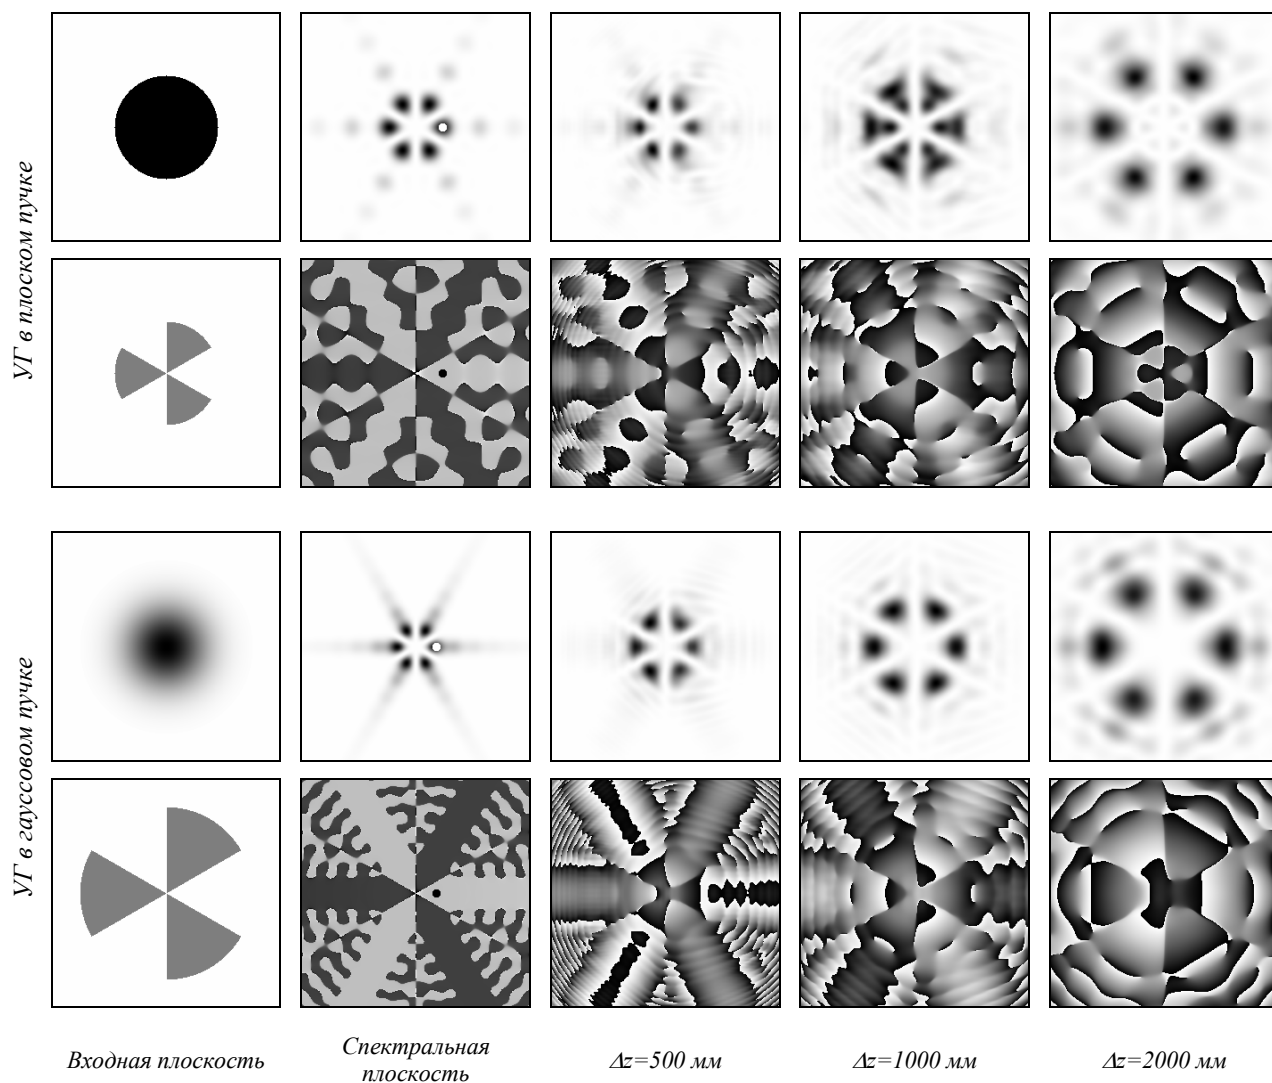 УГ в плоском пучке
УГ в гауссовом пучке
Входная плоскость
Спектральная
плоскость
Δz=500 мм
Δz=1000 мм
Δz=2000 мм